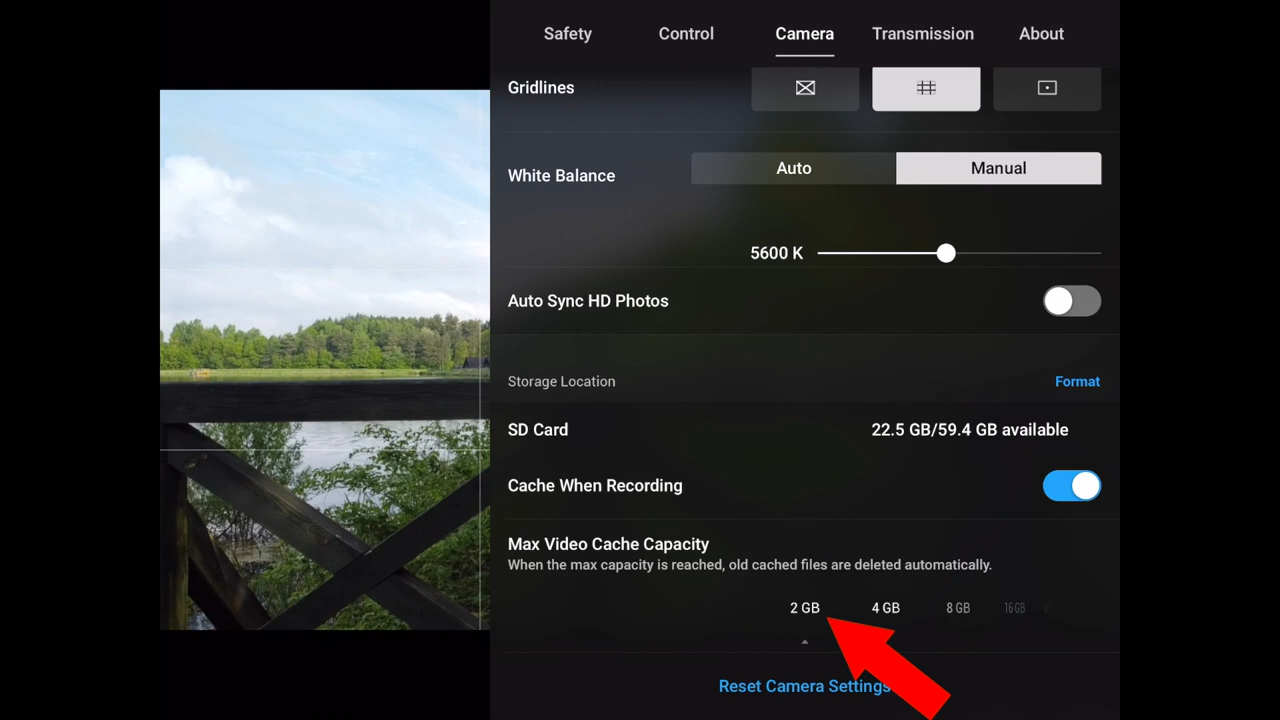 Safety Control Camera Transmission About
Gridlines
White Balance Auto Manual
5600 K
Auto Sync HD Photos
Storage Location Format
SD Card 22.5 GB/59.4 GB available
Cache When Recording
Max Video Cache Capacity
When the max capacity is reached, old cached files are deleted automatically.
2 GB 4 GB 8 GB 16 GB
Reset Camera Settings